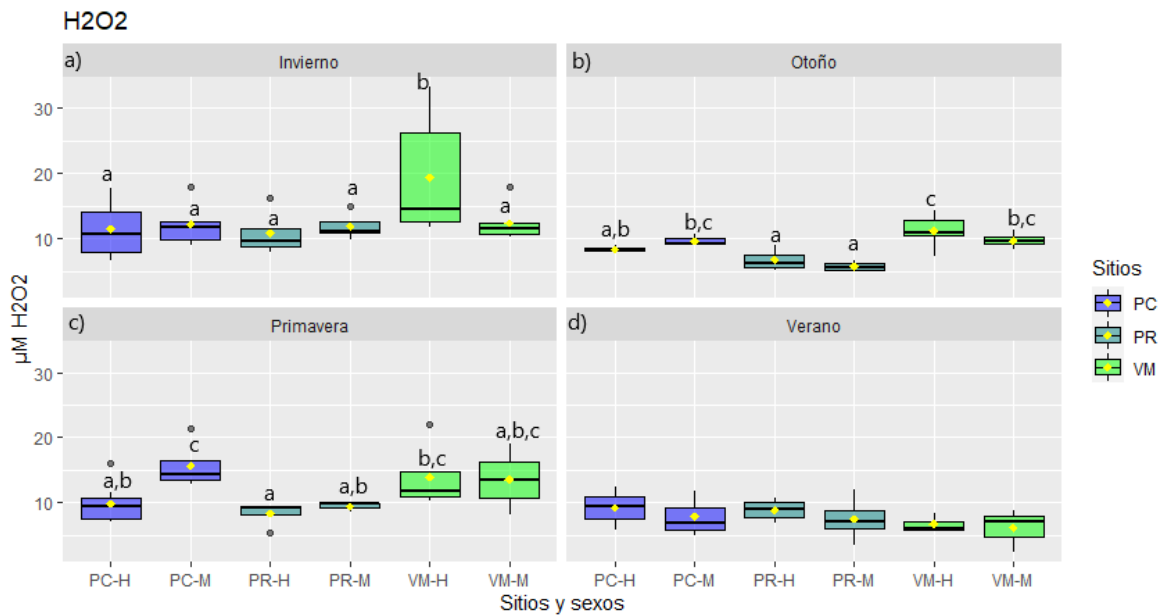 H2O2
a) Invierno
b) Otoño
30
20
10
a
a
a
a
b
a
a,b
b,c
a
a
c
b,c
c) Primavera
d) Verano
30
20
10
a,b
c
a
a,b
b,c
a,b,c
µM H2O2
PC-H PC-M PR-H PR-M VM-H VM-M
PC-H PC-M PR-H PR-M VM-H VM-M
Sitios y sexos
Sitios
PC
PR
VM